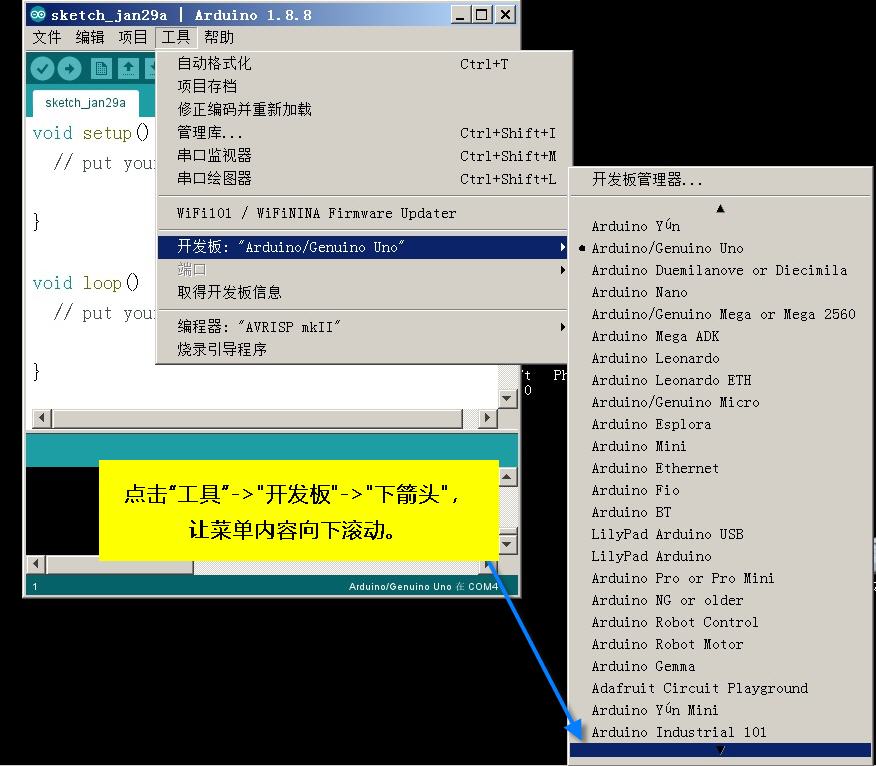 sketch_jan29a | Arduino 1.8.8
文件 编辑 项目 工具 帮助
sketch_jan29a
void setup()
// put you
}
void loop()
// put you
}
自动格式化 Ctrl+T
项目存档
修正编码并重新加载
管理库... Ctrl+Shift+I
串口监视器 Ctrl+Shift+M
串口绘图器 Ctrl+Shift+L
WiFi101 / WiFiNINA Firmware Updater
开发板: "Arduino/Genuino Uno"
端口
取得开发板信息
编程器: "AVRISP mkII"
烧录引导程序
开发板管理器...
Arduino Yún
Arduino/Genuino Uno
Arduino Duemilanove or Diecimila
Arduino Nano
Arduino/Genuino Mega or Mega 2560
Arduino Mega ADK
Arduino Leonardo
Arduino Leonardo ETH
Arduino/Genuino Micro
Arduino Esplora
Arduino Mini
Arduino Ethernet
Arduino Fio
Arduino BT
LilyPad Arduino USB
LilyPad Arduino
Arduino Pro or Pro Mini
Arduino NG or older
Arduino Robot Control
Arduino Robot Motor
Arduino Gemma
Adafruit Circuit Playground
Arduino Yún Mini
Arduino Industrial 101
点击"工具"->"开发板"->"下箭头",
让菜单内容向下滚动。
1 Arduino/Genuino Uno 在 COM4